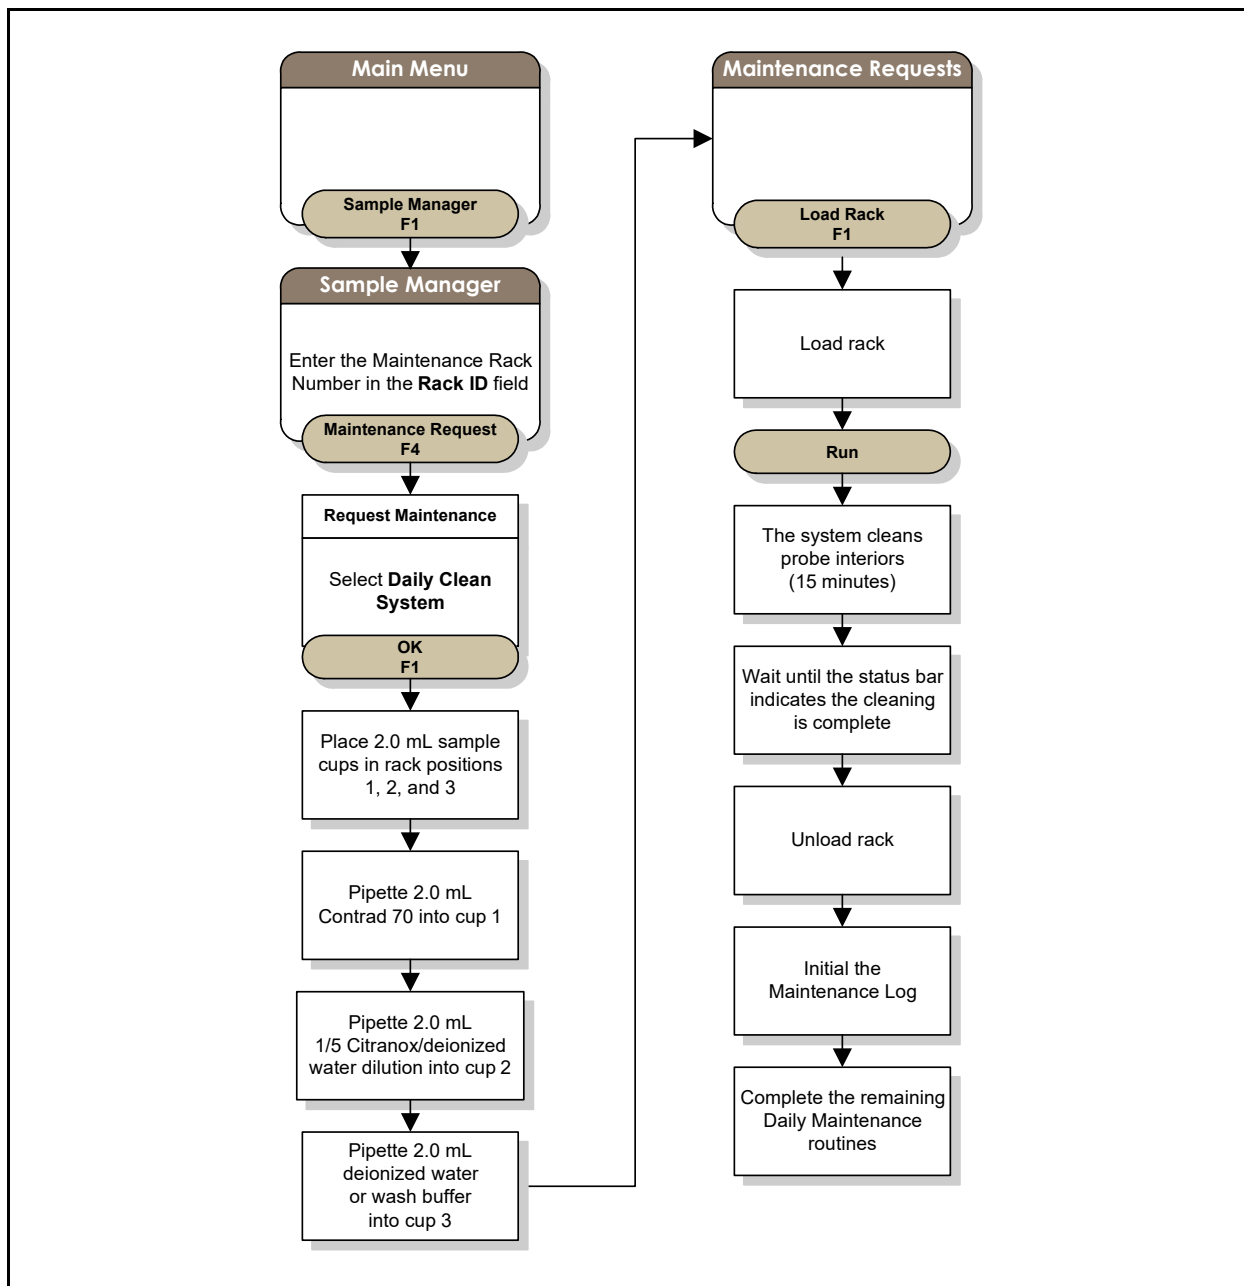 Main Menu
Sample Manager
F1
Sample Manager
Enter the Maintenance Rack
Number in the Rack ID field
Maintenance Request
F4
Request Maintenance
Select Daily Clean
System
OK
F1
Place 2.0 mL sample
cups in rack positions
1, 2, and 3
Pipette 2.0 mL
Contrad 70 into cup 1
Pipette 2.0 mL
1/5 Citranox/deionized
water dilution into cup 2
Pipette 2.0 mL
deionized water
or wash buffer
into cup 3
Maintenance Requests
Load Rack
F1
Load rack
Run
The system cleans
probe interiors
(15 minutes)
Wait until the status bar
indicates the cleaning
is complete
Unload rack
Initial the
Maintenance Log
Complete the remaining
Daily Maintenance
routines